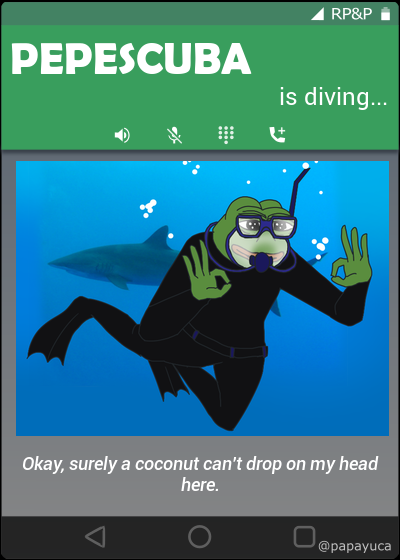 RP&P
PEPESCUBA
is diving...
Okay, surely a coconut can't drop on my head
here.
@papayuca